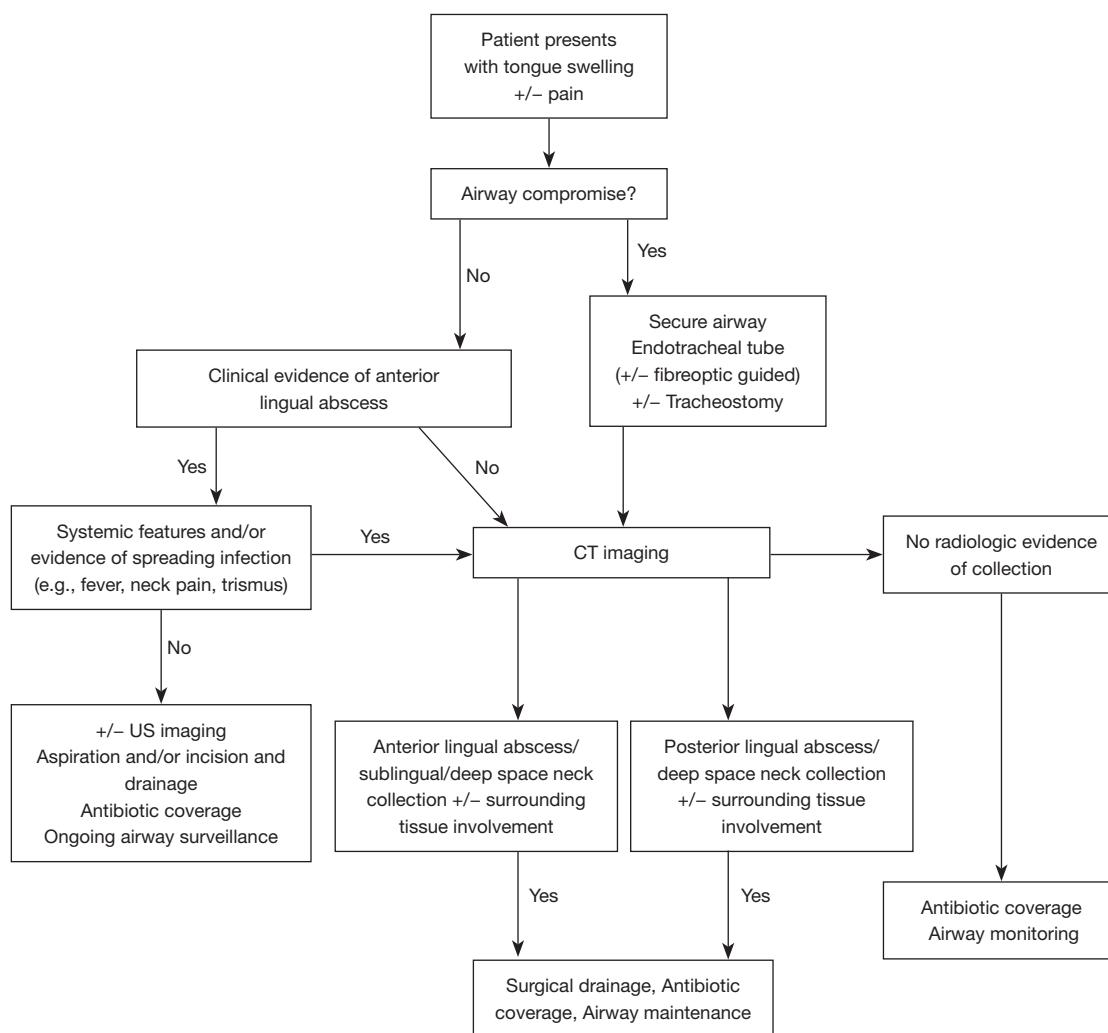 Patient presents
with tongue swelling
+/− pain
Airway compromise?
No
Yes
Secure airway
Endotracheal tube
(+/− fibreoptic guided)
+/− Tracheostomy
Clinical evidence of anterior
lingual abscess
Yes
No
Systemic features and/or
evidence of spreading infection
(e.g., fever, neck pain, trismus)
Yes
CT imaging
No radiologic evidence
of collection
No
+/− US imaging
Aspiration and/or incision and
drainage
Antibiotic coverage
Ongoing airway surveillance
Anterior lingual abscess/
sublingual/deep space neck
collection +/− surrounding
tissue involvement
Posterior lingual abscess/
deep space neck collection
+/− surrounding tissue
involvement
Yes
Yes
Antibiotic coverage
Airway monitoring
Surgical drainage, Antibiotic
coverage, Airway maintenance